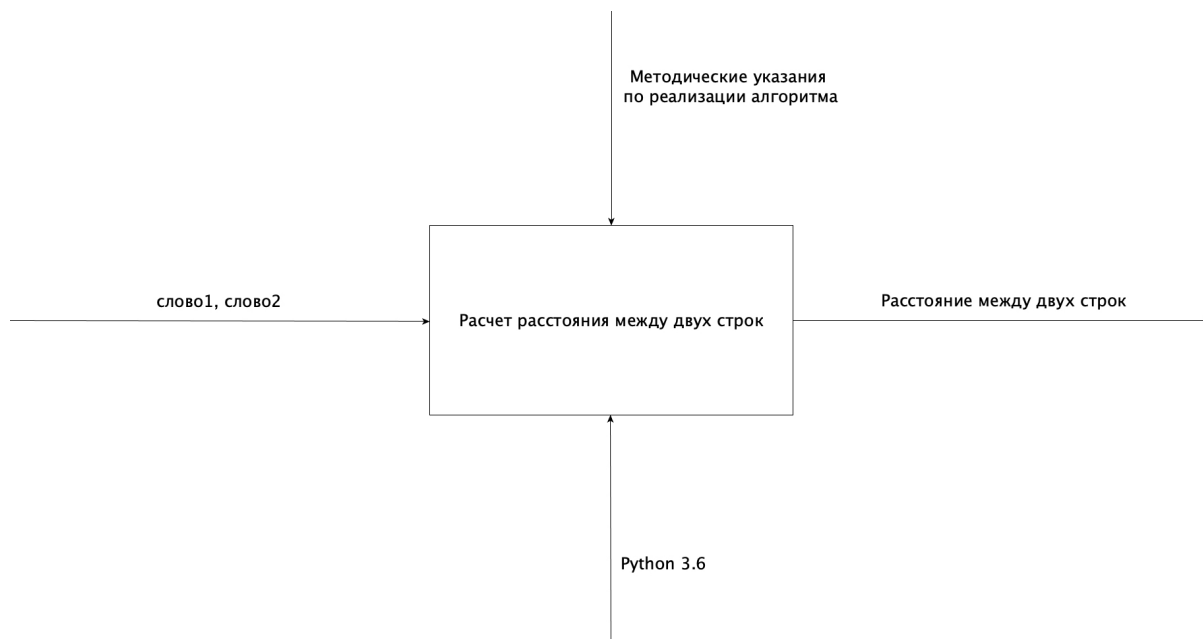 Методические указания
по реализации алгоритма
слово1, слово2
Расчет расстояния между двух строк
Расстояние между двух строк
Python 3.6